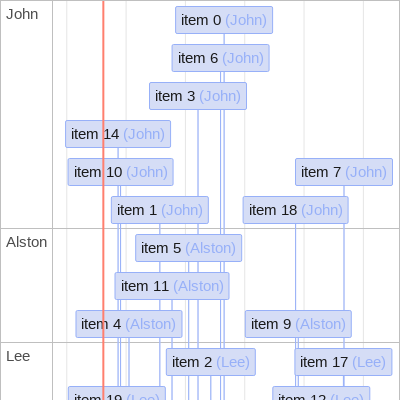 John
item 0 (John)
item 6 (John)
item 3 (John)
item 14 (John)
item 10 (John)
item 7 (John)
item 1 (John)
item 18 (John)
Alston
item 5 (Alston)
item 11 (Alston)
item 4 (Alston)
item 9 (Alston)
Lee
item 2 (Lee)
item 17 (Lee)
item 19 (Lee)
item 12 (Lee)